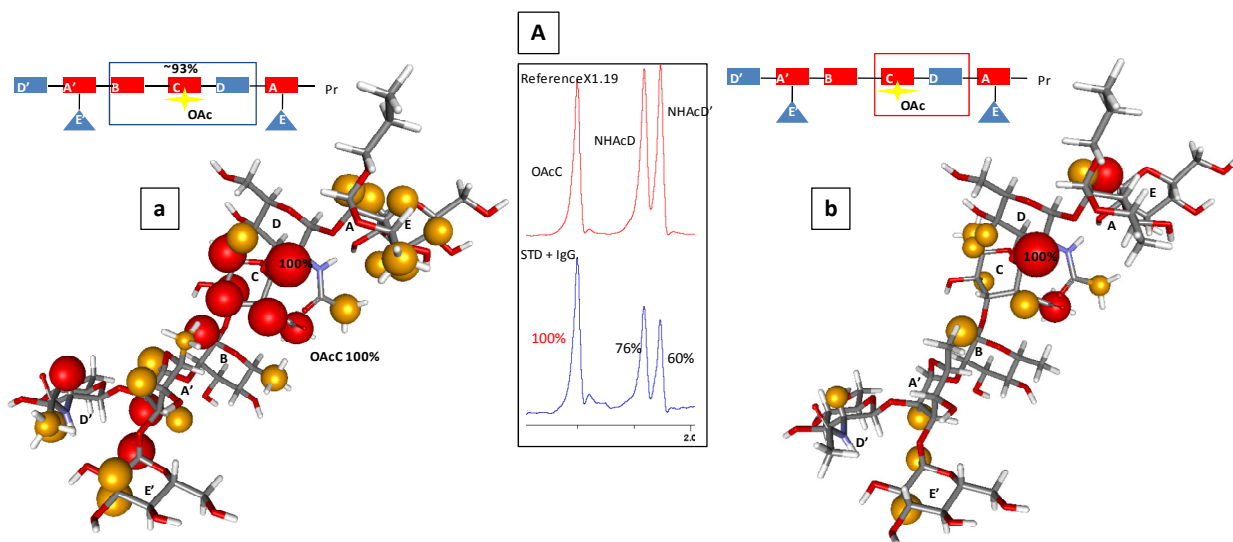 A
~93%
D' A' B C D A Pr
OAc
E' E
a
D
A
E
C
100%
OAcC 100%
B
A'
D'
E'
ReferenceX1.19
NHAcD'
NHAcD
OAcC
STD + IgG
100%
76%
60%
2.0
D' A' B C D A Pr
OAc
E' E
b
E
D
A
C
100%
B
A'
D'
E'